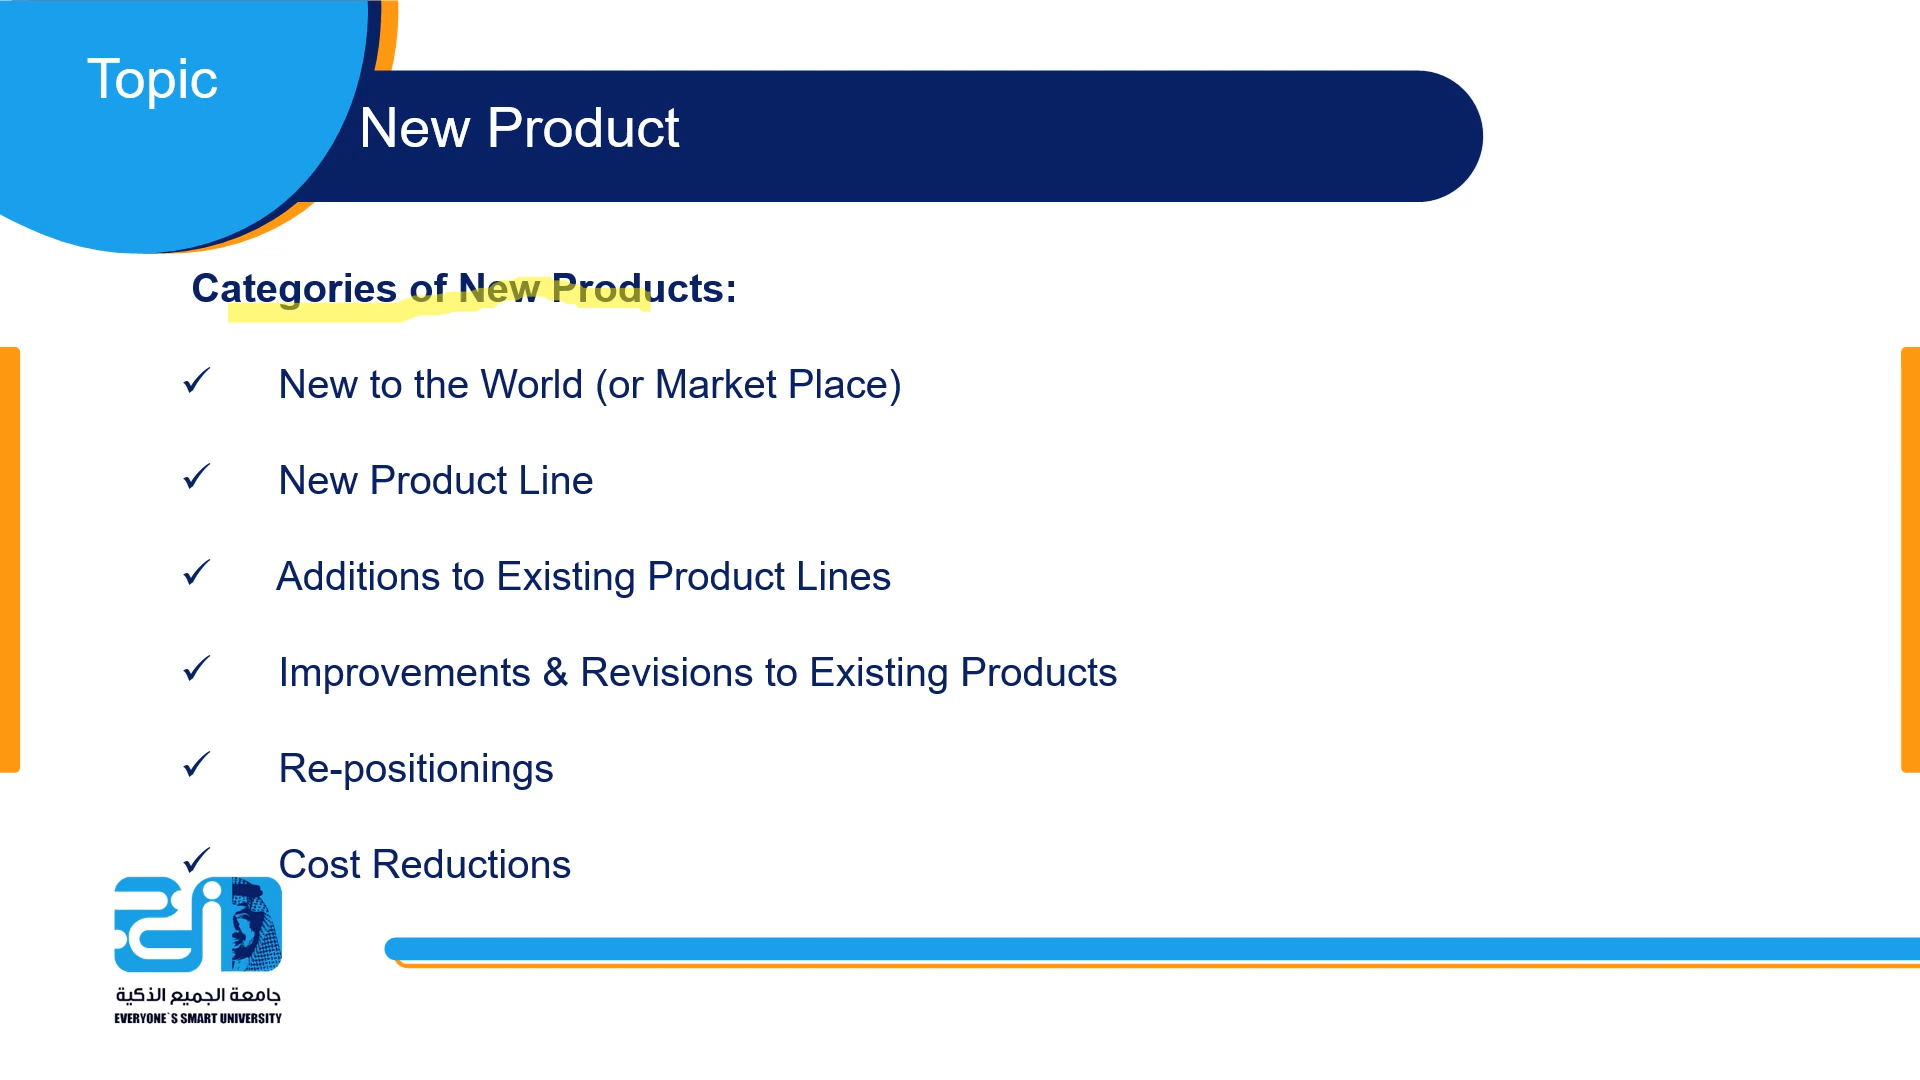 Topic
New Product
Categories of New Products:
✓ New to the World (or Market Place)
✓ New Product Line
✓ Additions to Existing Product Lines
✓ Improvements & Revisions to Existing Products
✓ Re-positionings
✓ Cost Reductions
جامعة الجميع الذكية
EVERYONE`S SMART UNIVERSITY